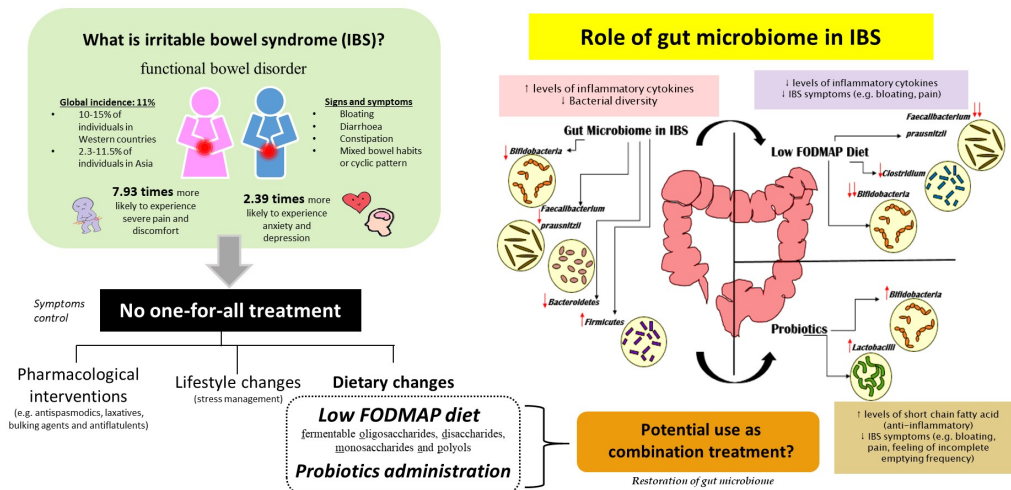 What is irritable bowel syndrome (IBS)?
functional bowel disorder
Global incidence: 11%
• 10-15% of
individuals in
Western countries
• 2.3-11.5% of
individuals in Asia
Signs and symptoms
• Bloating
• Diarrhoea
• Constipation
• Mixed bowel habits
or cyclic pattern
7.93 times more
likely to experience
severe pain and
discomfort
2.39 times more
likely to experience
anxiety and
depression
Symptoms
control
No one-for-all treatment
Pharmacological
interventions
(e.g. antispasmodics, laxatives,
bulking agents and antiflatulents)
Lifestyle changes
(stress management)
Dietary changes
Low FODMAP diet
fermentable oligosaccharides, disaccharides,
monosaccharides and polyols
Probiotics administration
Potential use as
combination treatment?
Restoration of gut microbiome
Role of gut microbiome in IBS
↑ levels of inflammatory cytokines
↓ Bacterial diversity
Gut Microbiome in IBS
↓ Bifidobacteria
Faecalibacterium
↓ prausnitzii
↓ Bacteroidetes
↑ Firmicutes
↓ levels of inflammatory cytokines
↓ IBS symptoms (e.g. bloating, pain)
Low FODMAP Diet
Faecalibacterium ↓↓
prausnitzii
↓ Clostridium
↓↓ Bifidobacteria
Probiotics
↑ Bifidobacteria
↑ Lactobacilli
↑ levels of short chain fatty acid
(anti-inflammatory)
↓ IBS symptoms (e.g. bloating,
pain, feeling of incomplete
emptying frequency)